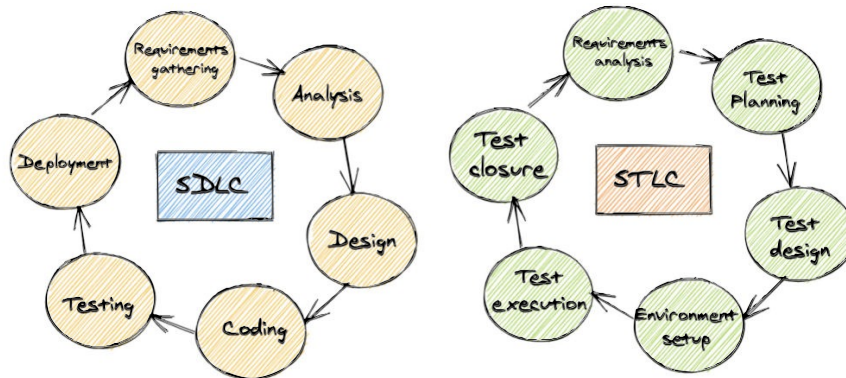 Requirements
gathering
Analysis
Design
Coding
Testing
Deployment
SDLC
Requirements
analysis
Test
Planning
Test
design
Environment
setup
Test
execution
Test
closure
STLC